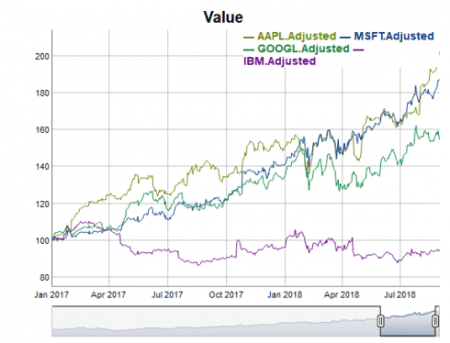 Value
— AAPL.Adjusted — MSFT.Adjusted
— GOOGL.Adjusted —
IBM.Adjusted
200
180
160
140
120
100
80
Jan 2017 Apr 2017 Jul 2017 Oct 2017 Jan 2018 Apr 2018 Jul 2018